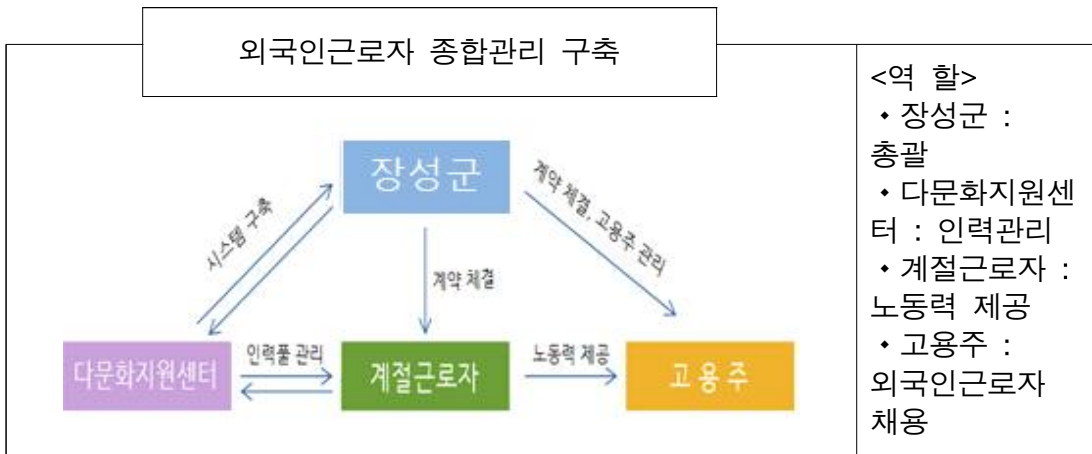 외국인근로자 종합관리 구축
장성군
시스템 구축
계약 체결, 고용주 관리
계약 체결
다문화지원센터
인력풀 관리
계절근로자
노동력 제공
고 용 주
<역 할>
• 장성군 :
총괄
• 다문화지원센
터 : 인력관리
• 계절근로자 :
노동력 제공
• 고용주 :
외국인근로자
채용